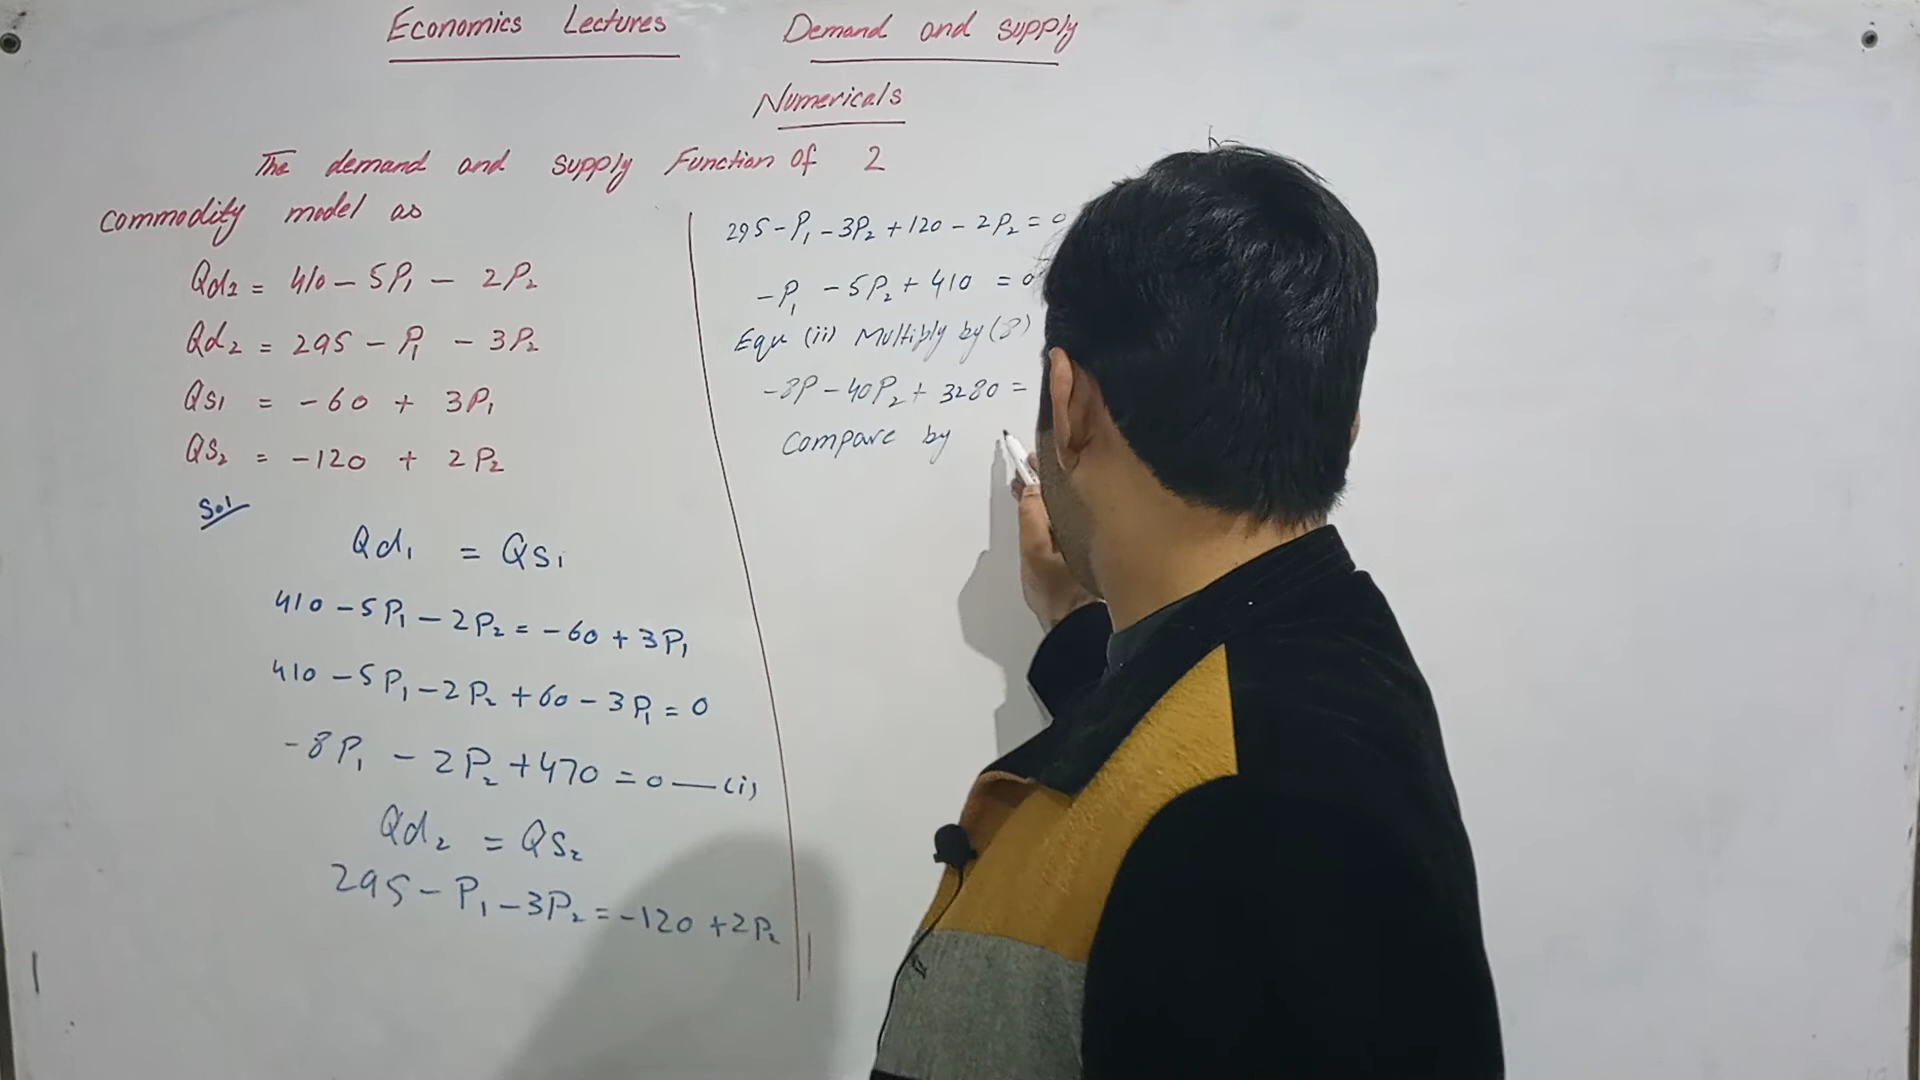 Economics Lectures Demand and supply
Numericals
The demand and supply Function of 2
commodity model as
Qd1 = 410 - 5P1 - 2P2
Qd2 = 295 - P1 - 3P2
Qs1 = -60 + 3P1
Qs2 = -120 + 2P2
Sol
Qd1 = Qs1
410 - 5P1 - 2P2 = -60 + 3P1
410 - 5P1 - 2P2 + 60 - 3P1 = 0
-8P1 - 2P2 + 470 = 0 — (i)
Qd2 = Qs2
295 - P1 - 3P2 = -120 + 2P2
295 - P1 - 3P2 + 120 - 2P2 = 0
-P1 - 5P2 + 410 = 0
Equ (ii) Multibly by (8)
-8P - 40P2 + 3280 =
compare by